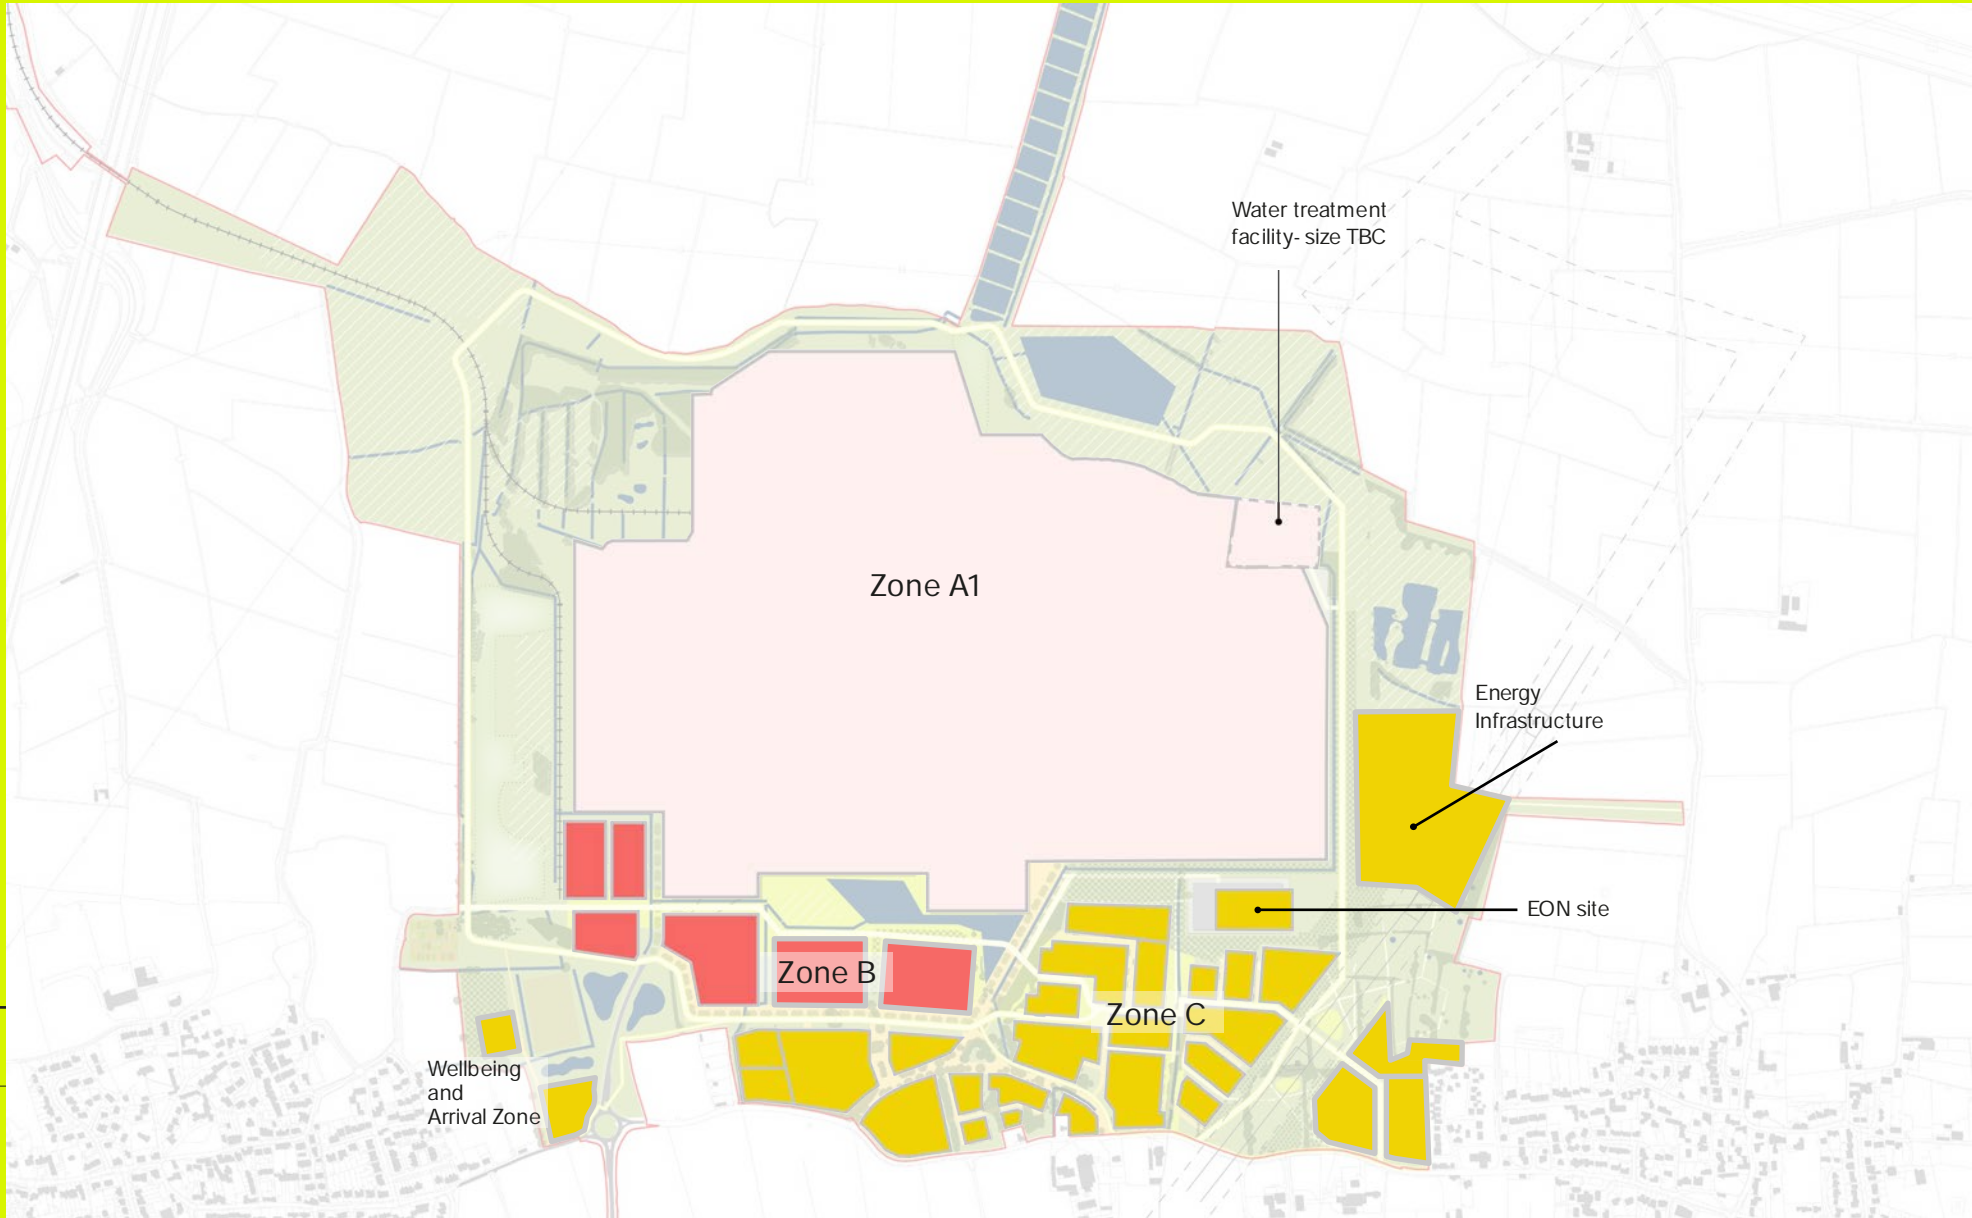 Water treatment
facility- size TBC
Zone A1
Energy
Infrastructure
EON site
Zone B
Zone C
Wellbeing
and
Arrival Zone